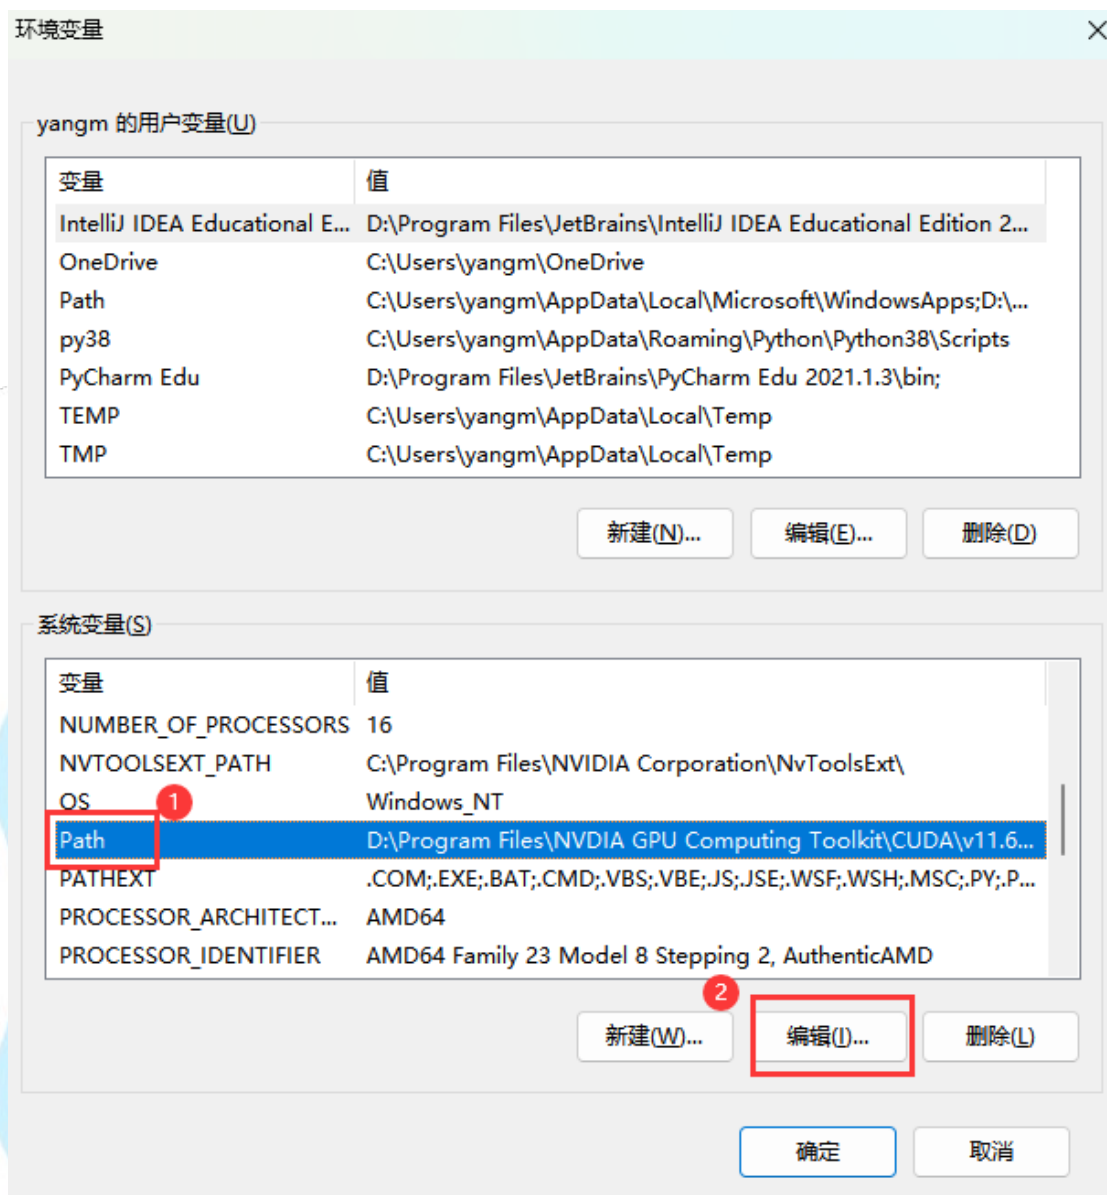 环境变量
yangm 的用户变量(U)
变量 值
IntelliJ IDEA Educational E... D:\Program Files\JetBrains\IntelliJ IDEA Educational Edition 2...
OneDrive C:\Users\yangm\OneDrive
Path C:\Users\yangm\AppData\Local\Microsoft\WindowsApps;D:\...
py38 C:\Users\yangm\AppData\Roaming\Python\Python38\Scripts
PyCharm Edu D:\Program Files\JetBrains\PyCharm Edu 2021.1.3\bin;
TEMP C:\Users\yangm\AppData\Local\Temp
TMP C:\Users\yangm\AppData\Local\Temp
新建(N)... 编辑(E)... 删除(D)
系统变量(S)
变量 值
NUMBER_OF_PROCESSORS 16
NVTOOLSEXT_PATH C:\Program Files\NVIDIA Corporation\NvToolsExt\
OS Windows_NT
1
Path D:\Program Files\NVDIA GPU Computing Toolkit\CUDA\v11.6...
PATHEXT .COM;.EXE;.BAT;.CMD;.VBS;.VBE;.JS;.JSE;.WSF;.WSH;.MSC;.PY;.P...
PROCESSOR_ARCHITECT... AMD64
PROCESSOR_IDENTIFIER AMD64 Family 23 Model 8 Stepping 2, AuthenticAMD
2
新建(W)... 编辑(I)... 删除(L)
确定 取消